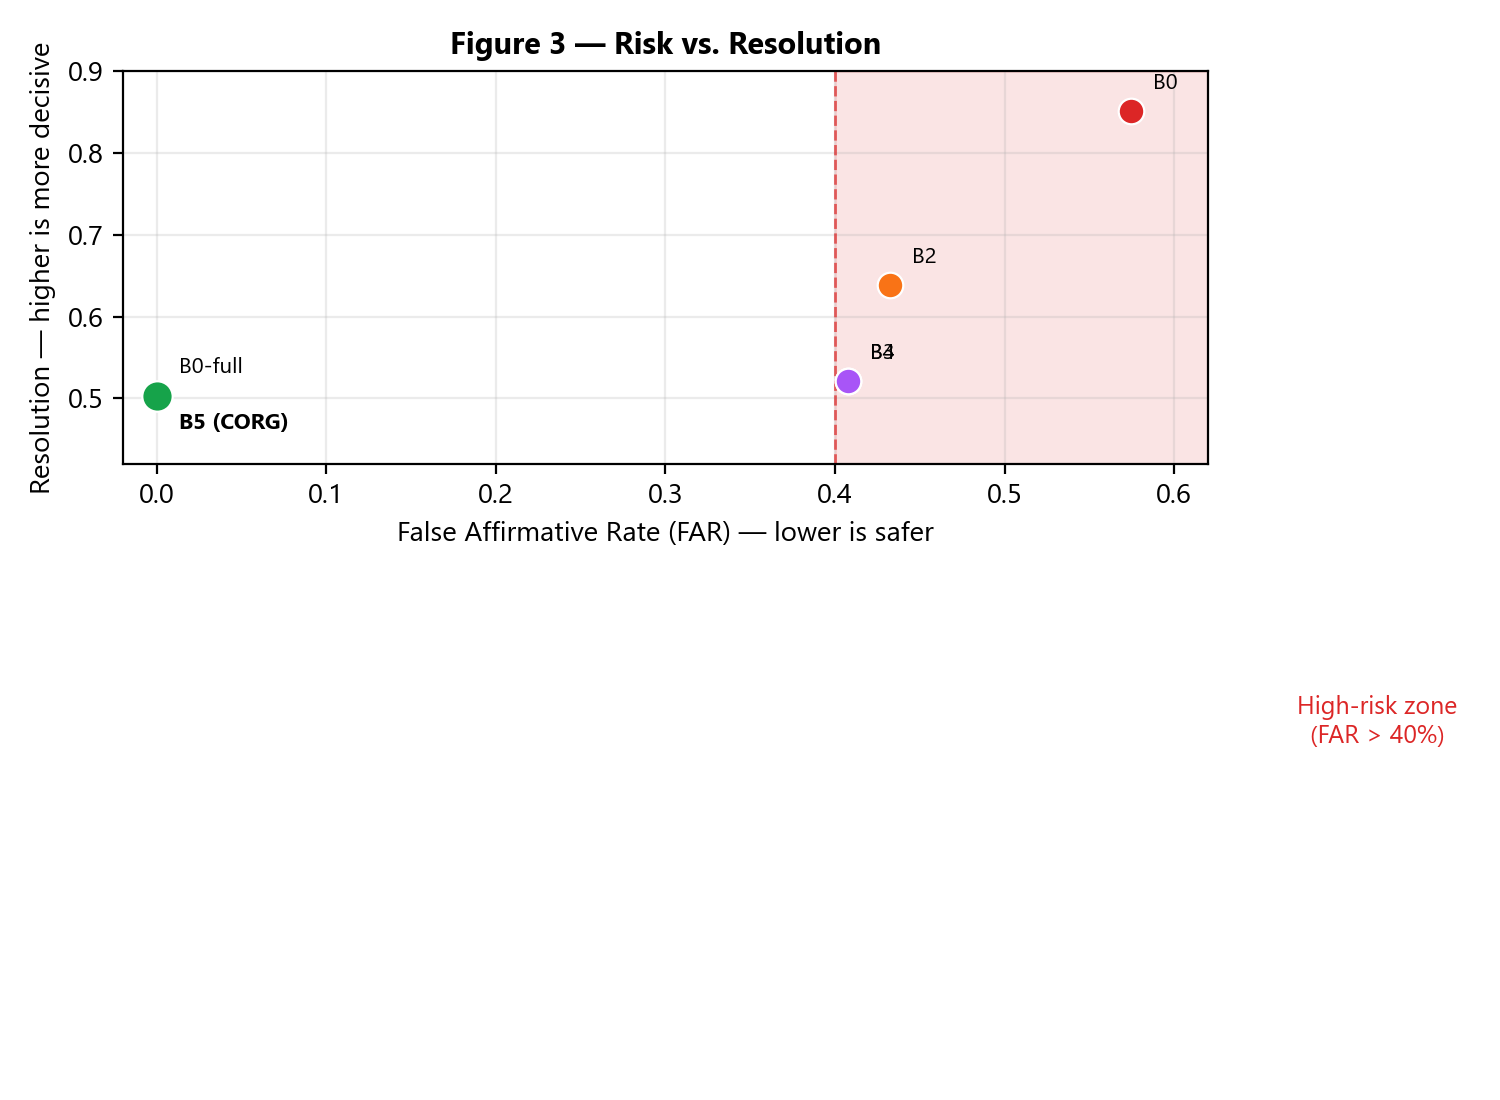 Figure 3 — Risk vs. Resolution
Resolution — higher is more decisive
0.9
0.8
0.7
0.6
0.5
B0
B2
B0-full
B5 (CORG)
0.0 0.1 0.2 0.3 0.4 0.5 0.6
False Affirmative Rate (FAR) — lower is safer
High-risk zone
(FAR > 40%)